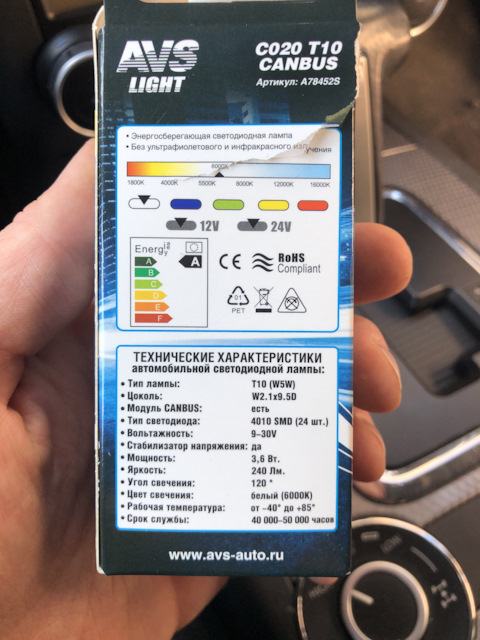 AVS
LIGHT
C020 T10
CANBUS
Артикул: A78452S
• Энергосберегающая светодиодная лампа
• Без ультрафиолетового и инфракрасного излучения
6000K
1800K 4000K 5500K 8000K 12000K 16000K
12V 24V
Energy
A
B
C
D
E
F
A
CE
RoHS
Compliant
01
PET
ТЕХНИЧЕСКИЕ ХАРАКТЕРИСТИКИ
автомобильной светодиодной лампы:
• Тип лампы: T10 (W5W)
• Цоколь: W2.1x9.5D
• Модуль CANBUS: есть
• Тип светодиода: 4010 SMD (24 шт.)
• Вольтажность: 9–30V
• Стабилизатор напряжения: да
• Мощность: 3,6 Вт.
• Яркость: 240 Лм.
• Угол свечения: 120 °
• Цвет свечения: белый (6000K)
• Рабочая температура: от –40° до +85°
• Срок службы: 40 000–50 000 часов
www.avs-auto.ru
LOW